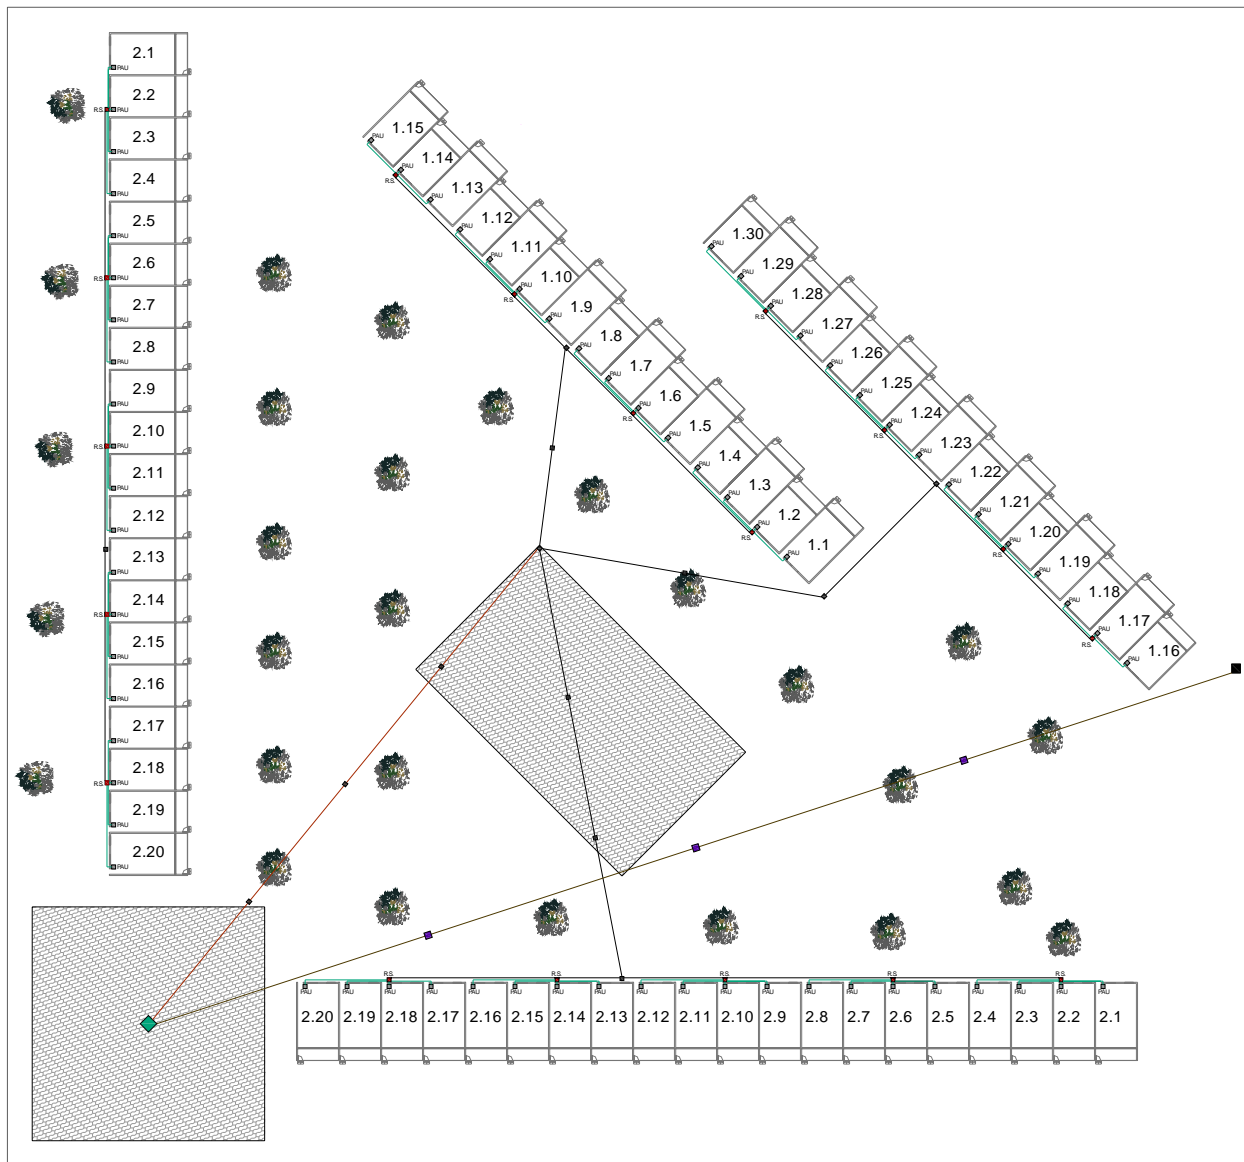 2.1
PAU
2.2
R.S.
PAU
2.3
PAU
2.4
PAU
2.5
PAU
2.6
R.S.
PAU
2.7
PAU
2.8
PAU
2.9
PAU
2.10
R.S.
PAU
2.11
PAU
2.12
PAU
2.13
PAU
2.14
R.S.
PAU
2.15
PAU
2.16
PAU
2.17
PAU
2.18
R.S.
PAU
2.19
PAU
2.20
PAU
1.15
PAU
1.14
PAU
R.S.
1.13
PAU
1.12
PAU
1.11
PAU
1.10
PAU
R.S.
1.9
PAU
1.8
PAU
1.7
PAU
1.6
PAU
R.S.
1.5
PAU
1.4
PAU
1.3
PAU
1.2
PAU
R.S.
1.1
PAU
1.30
PAU
1.29
PAU
1.28
PAU
R.S.
1.27
PAU
1.26
PAU
1.25
PAU
1.24
PAU
R.S.
1.23
PAU
1.22
PAU
1.21
PAU
1.20
PAU
R.S.
1.19
PAU
1.18
PAU
1.17
PAU
R.S.
1.16
PAU
R.S. R.S. R.S. R.S. R.S.
PAU PAU PAU PAU PAU PAU PAU PAU PAU PAU PAU PAU PAU PAU PAU PAU PAU PAU PAU PAU
2.20 2.19 2.18 2.17 2.16 2.15 2.14 2.13 2.12 2.11 2.10 2.9 2.8 2.7 2.6 2.5 2.4 2.3 2.2 2.1